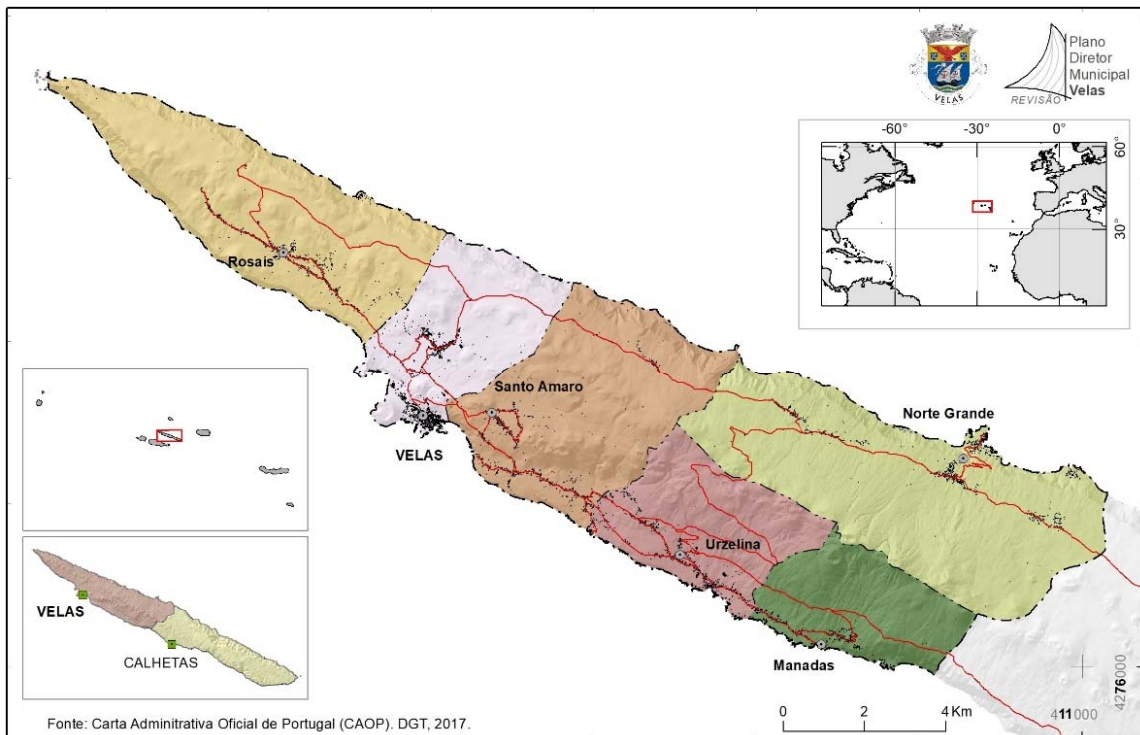 VELAS
Plano
Diretor
Municipal
Velas
REVISÃO
-60° -30° 0°
60°
30°
Rosais
Santo Amaro
VELAS
Norte Grande
Urzelina
Manadas
VELAS
CALHETAS
4276000
411000
0 2 4 Km
Fonte: Carta Adminitrativa Oficial de Portugal (CAOP). DGT, 2017.